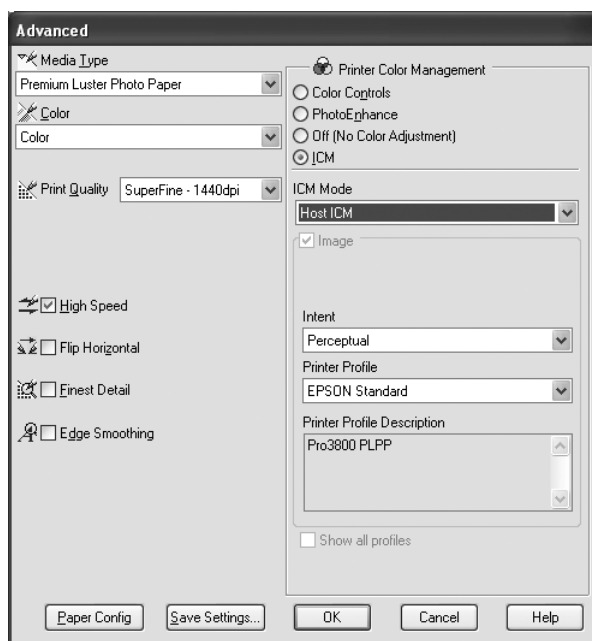 Advanced
Media Type
Premium Luster Photo Paper
Color
Color
Print Quality SuperFine - 1440dpi
High Speed
Flip Horizontal
Finest Detail
Edge Smoothing
Printer Color Management
Color Controls
PhotoEnhance
Off (No Color Adjustment)
ICM
ICM Mode
Host ICM
Image
Intent
Perceptual
Printer Profile
EPSON Standard
Printer Profile Description
Pro3800 PLPP
Show all profiles
Paper Config Save Settings... OK Cancel Help